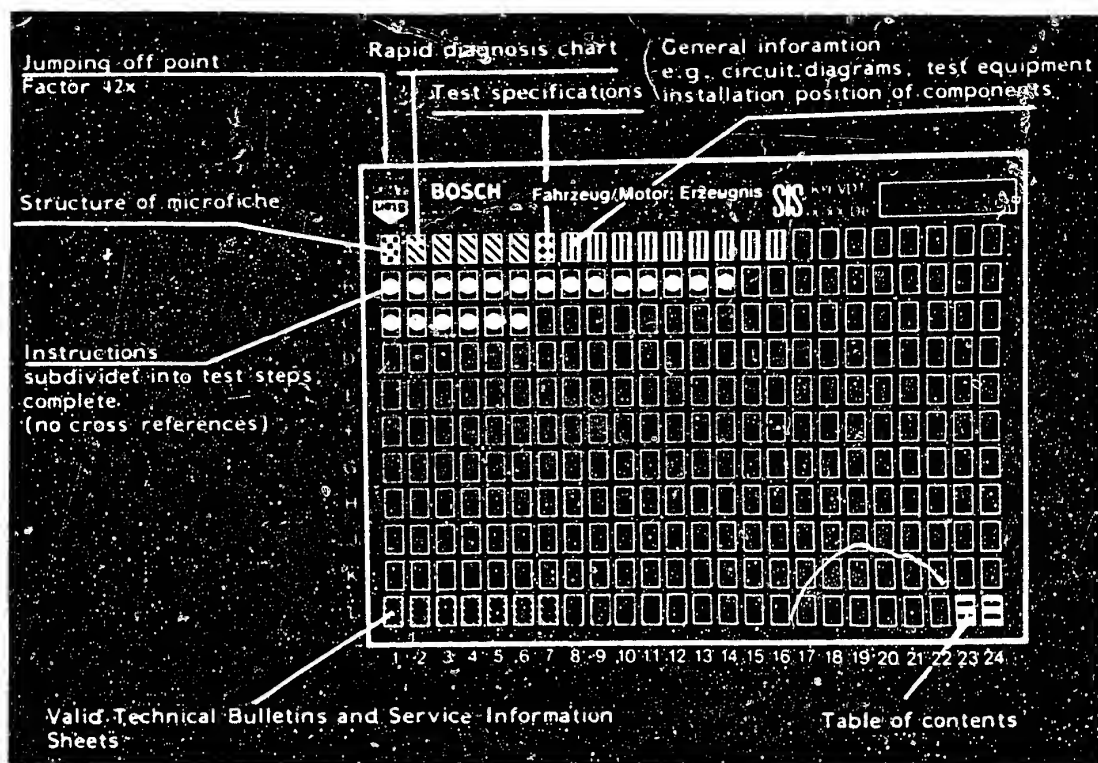 Jumping off point
Factor 42x
Rapid diagnosis chart
Test specifications
General inforamtion
e.g. circuit diagrams, test equipment
installation position of components
Structure of microfiche
BOSCH
Fahrzeug/Motor Erzeugnis
SIS
Instructions
subdividet into test steps,
complete
(no cross references)
H
K
1 2 3 4 5 6 7 8 9 10 11 12 13 14 15 16 17 18 19 20 21 22 23 24
Valid Technical Bulletins and Service Information
Sheets
Table of contents